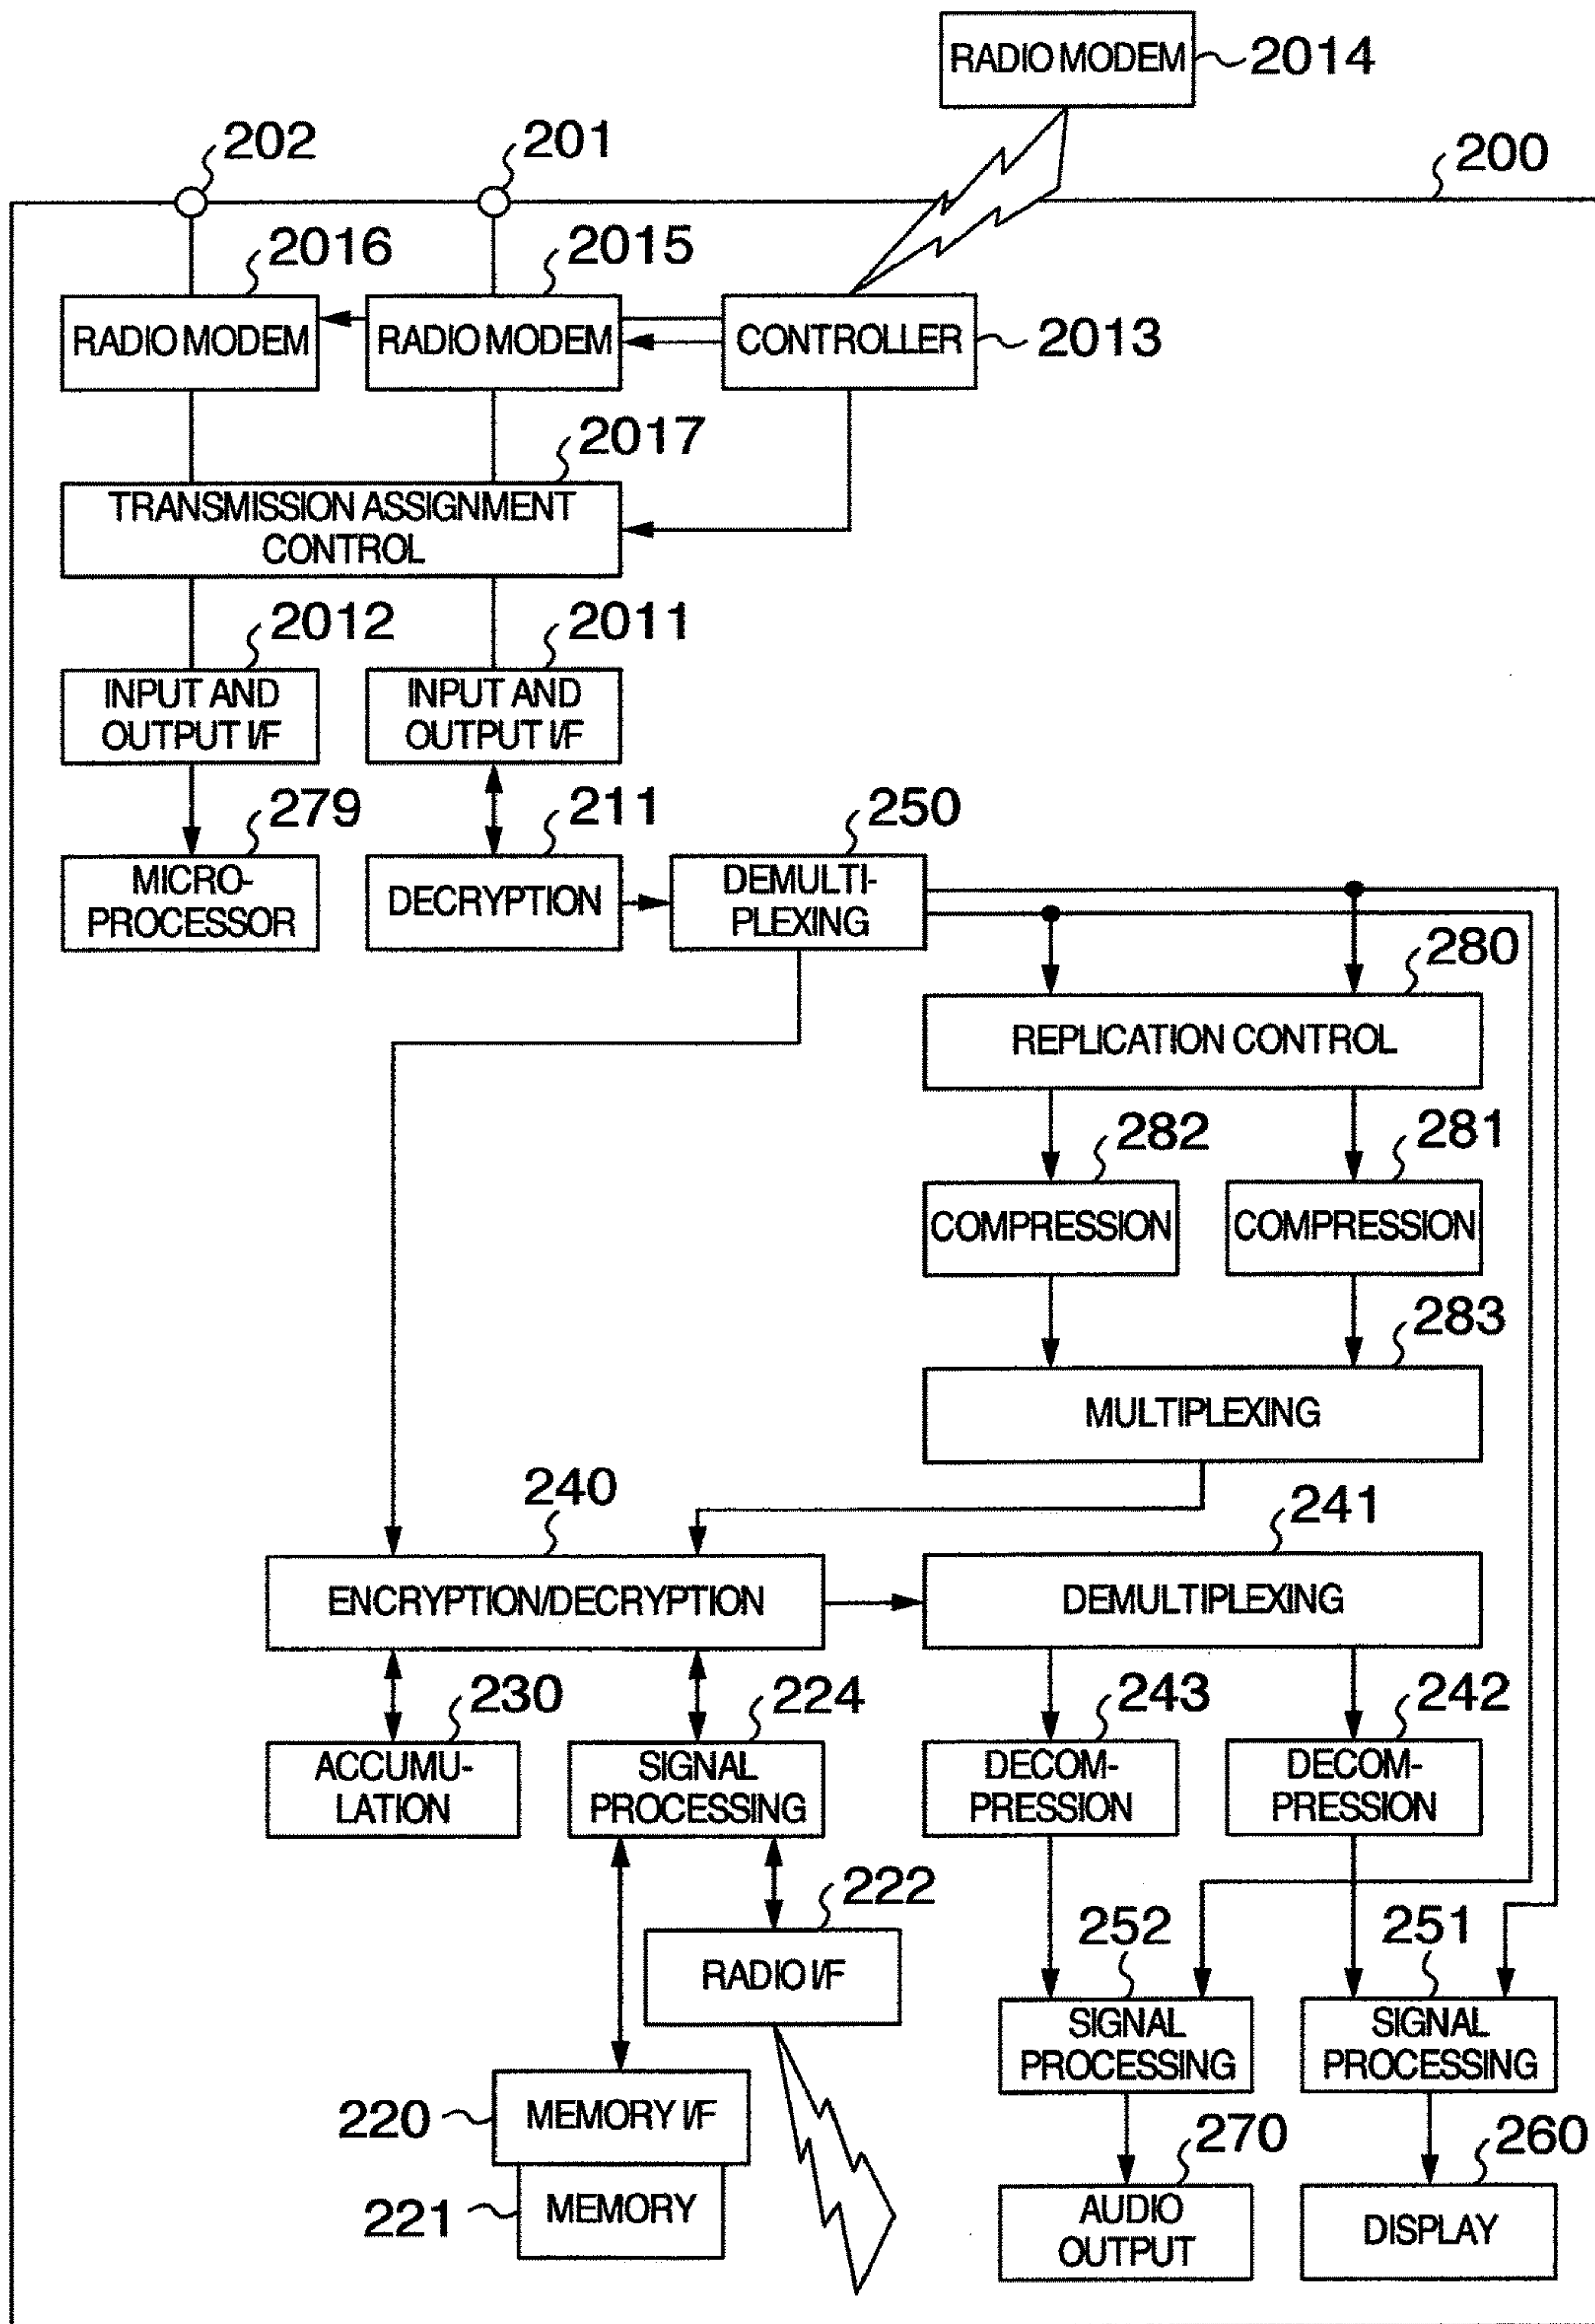 RADIO MODEM
2014
202
201
200
2016
2015
RADIO MODEM
RADIO MODEM
CONTROLLER
2013
2017
TRANSMISSION ASSIGNMENT
CONTROL
2012
2011
INPUT AND
OUTPUT I/F
INPUT AND
OUTPUT I/F
279
211
250
MICRO-
PROCESSOR
DECRYPTION
DEMULTI-
PLEXING
280
REPLICATION CONTROL
282
281
COMPRESSION
COMPRESSION
283
MULTIPLEXING
240
241
ENCRYPTION/DECRYPTION
DEMULTIPLEXING
230
224
243
242
ACCUMU-
LATION
SIGNAL
PROCESSING
DECOM-
PRESSION
DECOM-
PRESSION
222
RADIO I/F
252
251
SIGNAL
PROCESSING
SIGNAL
PROCESSING
220
MEMORY I/F
221
MEMORY
270
260
AUDIO
OUTPUT
DISPLAY